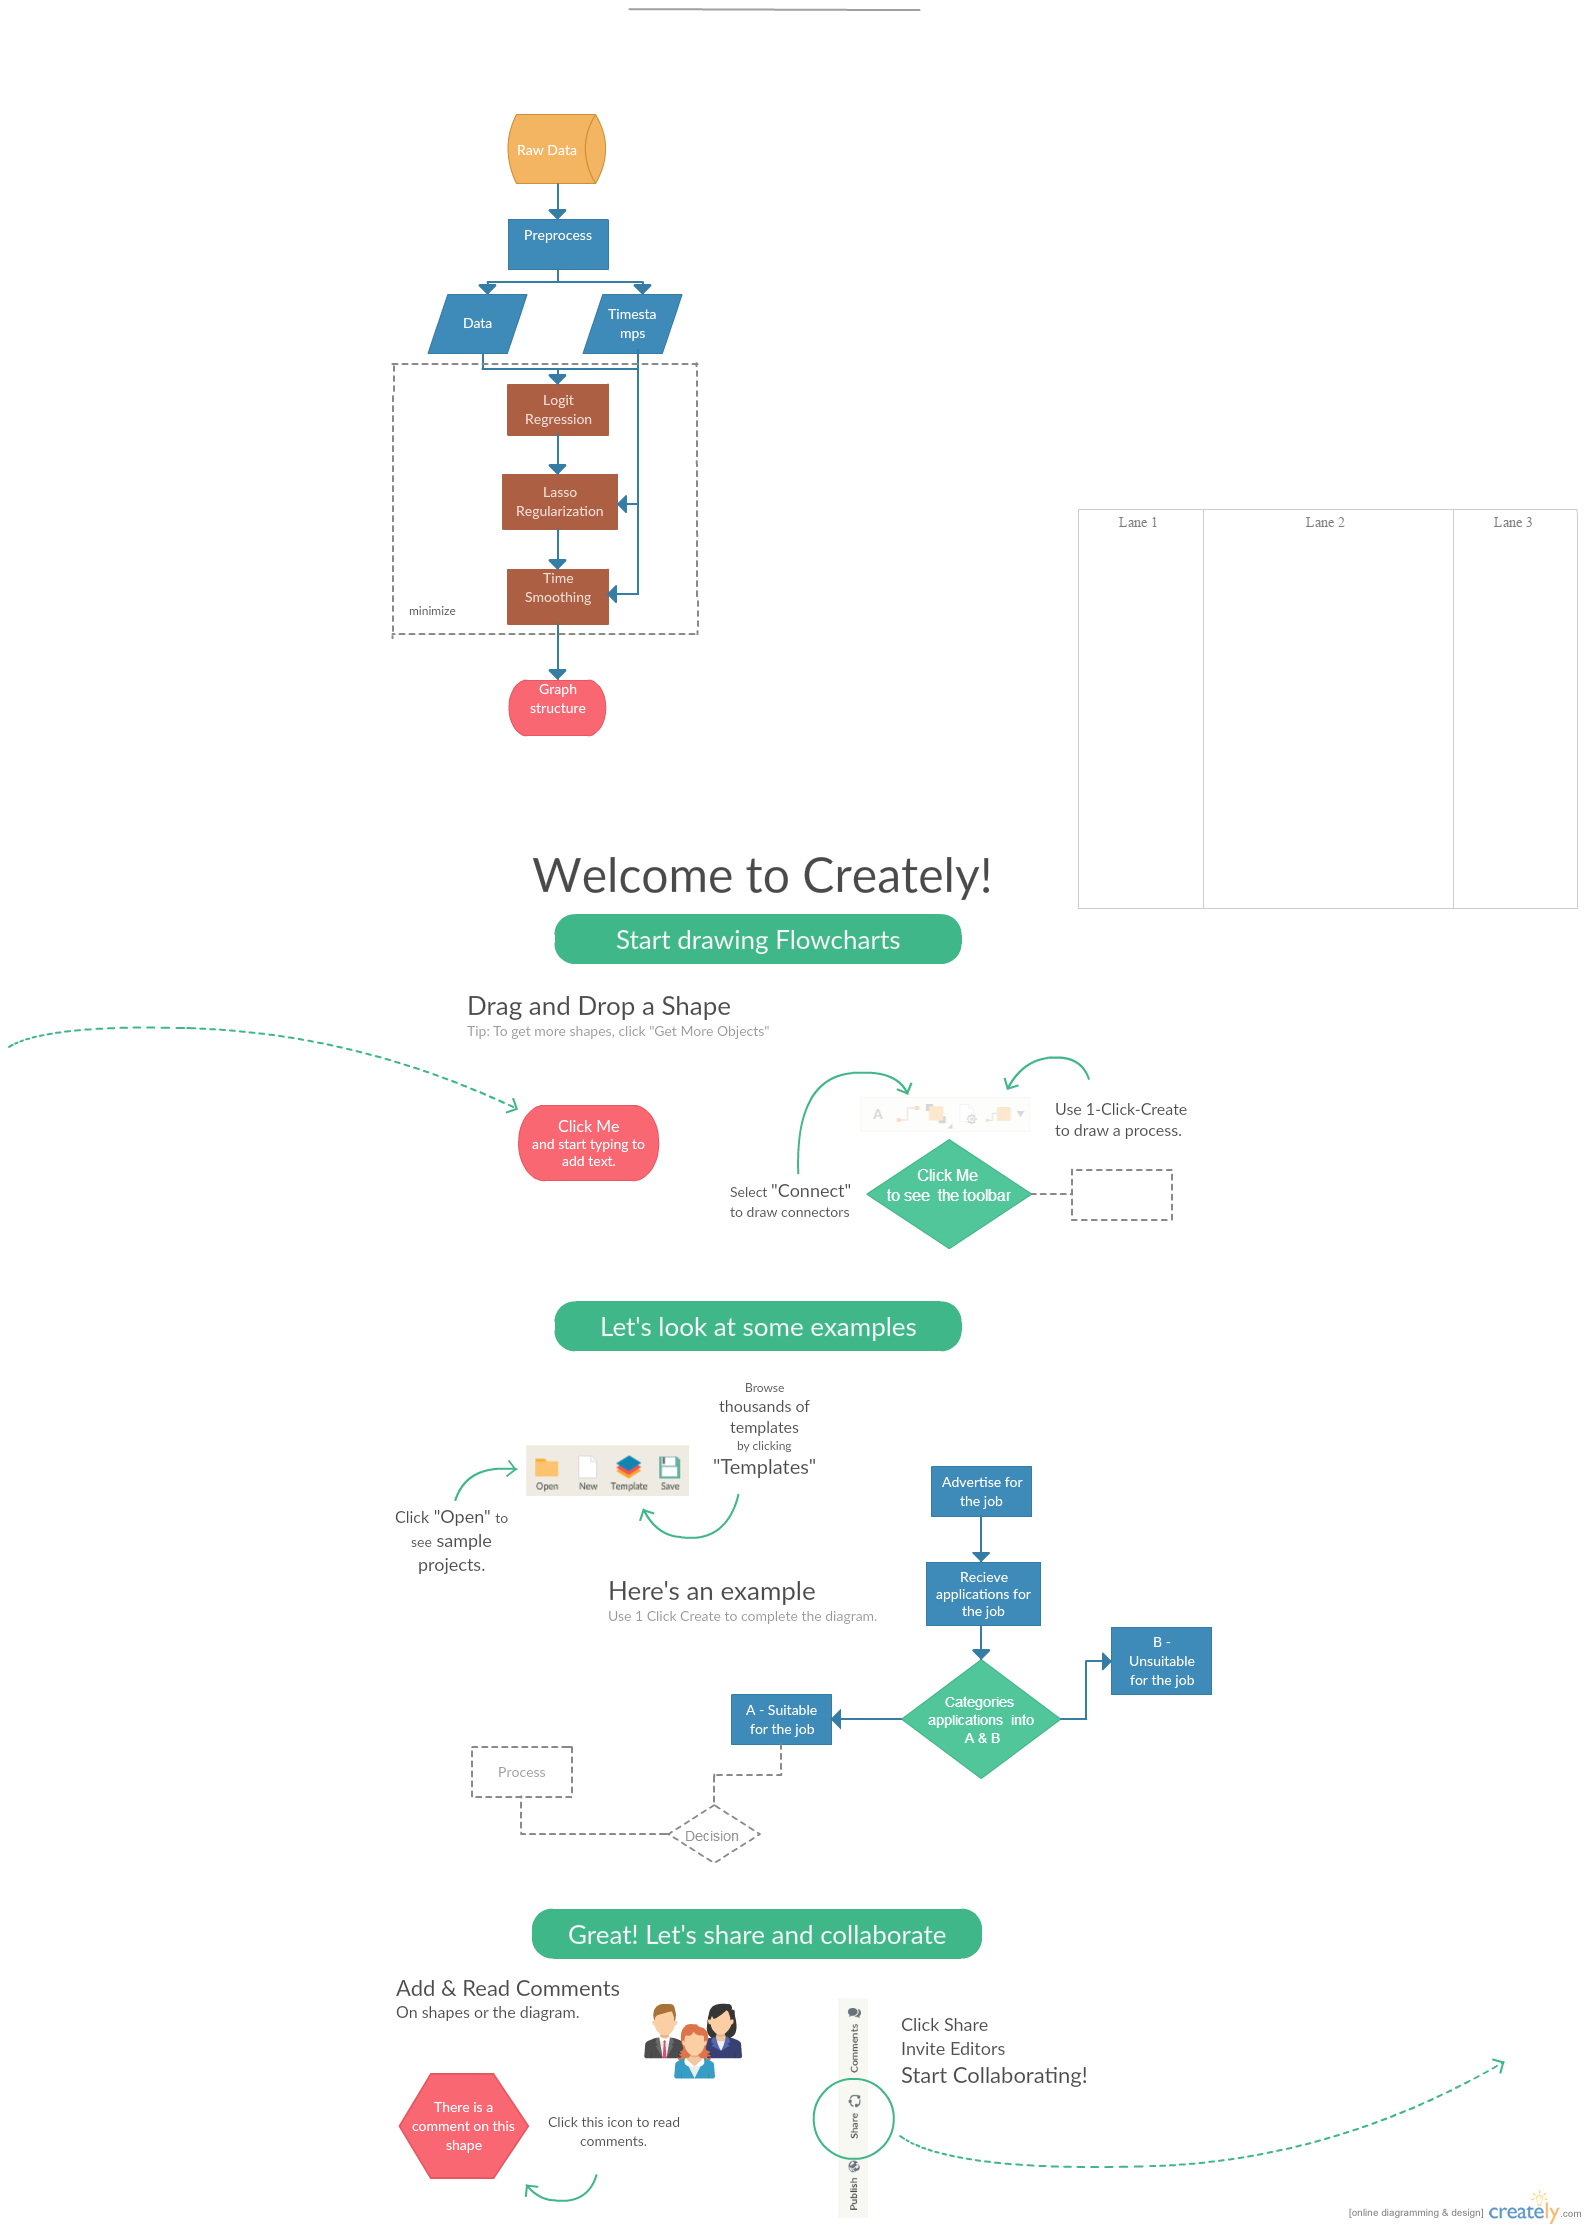 Raw Data
Preprocess
Data
Timesta
mps
Logit
Regression
Lasso
Regularization
Time
Smoothing
minimize
Graph
structure
Lane 1
Lane 2
Lane 3
Welcome to Creately!
Start drawing Flowcharts
Drag and Drop a Shape
Tip: To get more shapes, click "Get More Objects"
Click Me
and start typing to
add text.
A
Use 1-Click-Create
to draw a process.
Select "Connect"
to draw connectors
Click Me
to see the toolbar
Let's look at some examples
Browse
thousands of
templates
by clicking
"Templates"
Open
New
Template
Save
Click "Open" to
see sample
projects.
Here's an example
Use 1 Click Create to complete the diagram.
Advertise for
the job
Recieve
applications for
the job
B -
Unsuitable
for the job
Categories
applications into
A & B
A - Suitable
for the job
Process
Decision
Great! Let's share and collaborate
Add & Read Comments
On shapes or the diagram.
There is a
comment on this
shape
Click this icon to read
comments.
Comments
Share
Publish
Click Share
Invite Editors
Start Collaborating!
[online diagramming & design] creately.com